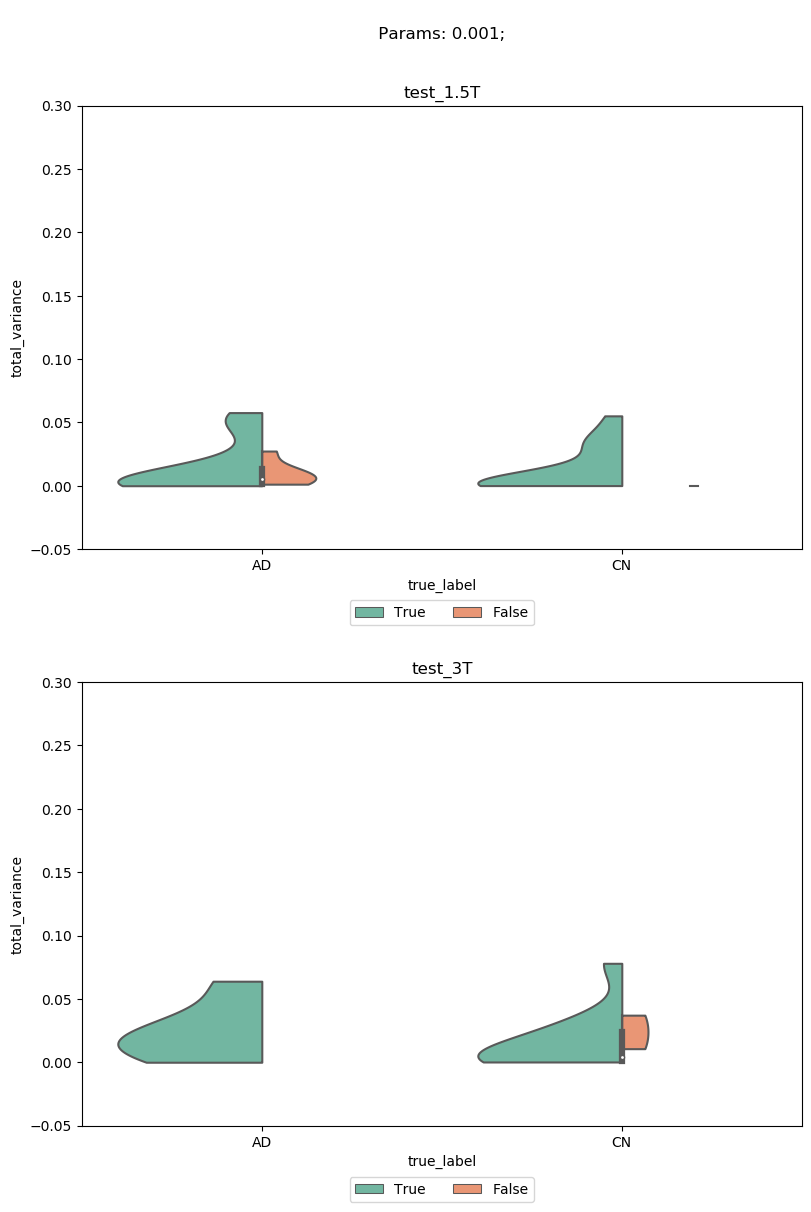 Params: 0.001;
test_1.5T
0.30
0.25
0.20
0.15
0.10
0.05
0.00
−0.05
total_variance
AD CN
true_label
True False
test_3T
0.30
0.25
0.20
0.15
0.10
0.05
0.00
−0.05
total_variance
AD CN
true_label
True False